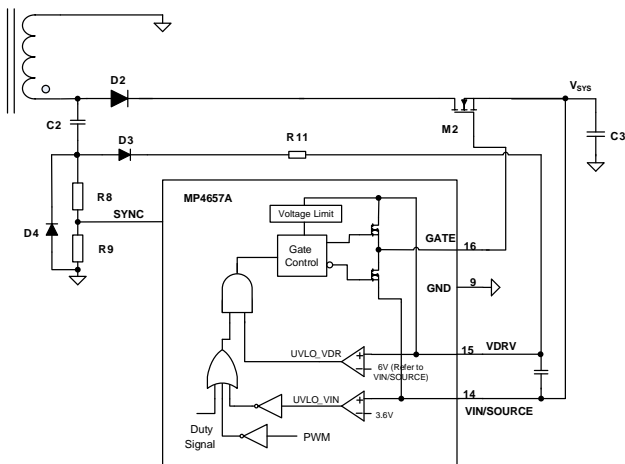 D2
V_SYS
C2
M2
C3
D3
R11
R8
MP4657A
SYNC
Voltage Limit
D4
R9
GATE
16
Gate
Control
GND
9
15
VDRV
UVLO_VDR
6V (Refer to
VIN/SOURCE)
14
VIN/SOURCE
UVLO_VIN
3.6V
Duty
Signal
PWM